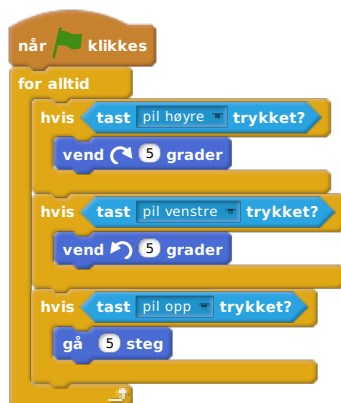 når klikkes
for alltid
hvis tast pil høyre trykket?
vend 5 grader
hvis tast pil venstre trykket?
vend 5 grader
hvis tast pil opp trykket?
gå 5 steg